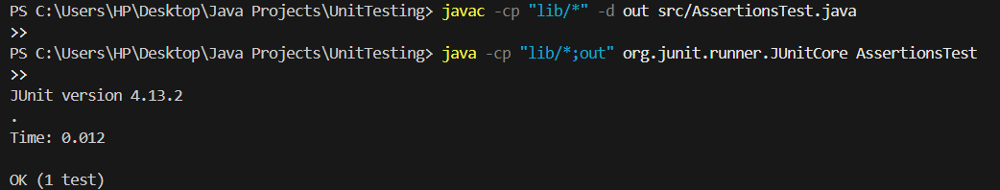 PS C:\Users\HP\Desktop\Java Projects\UnitTesting> javac -cp "lib/*" -d out src/AssertionsTest.java
>>
PS C:\Users\HP\Desktop\Java Projects\UnitTesting> java -cp "lib/*;out" org.junit.runner.JUnitCore AssertionsTest
>>
JUnit version 4.13.2
.
Time: 0.012
OK (1 test)